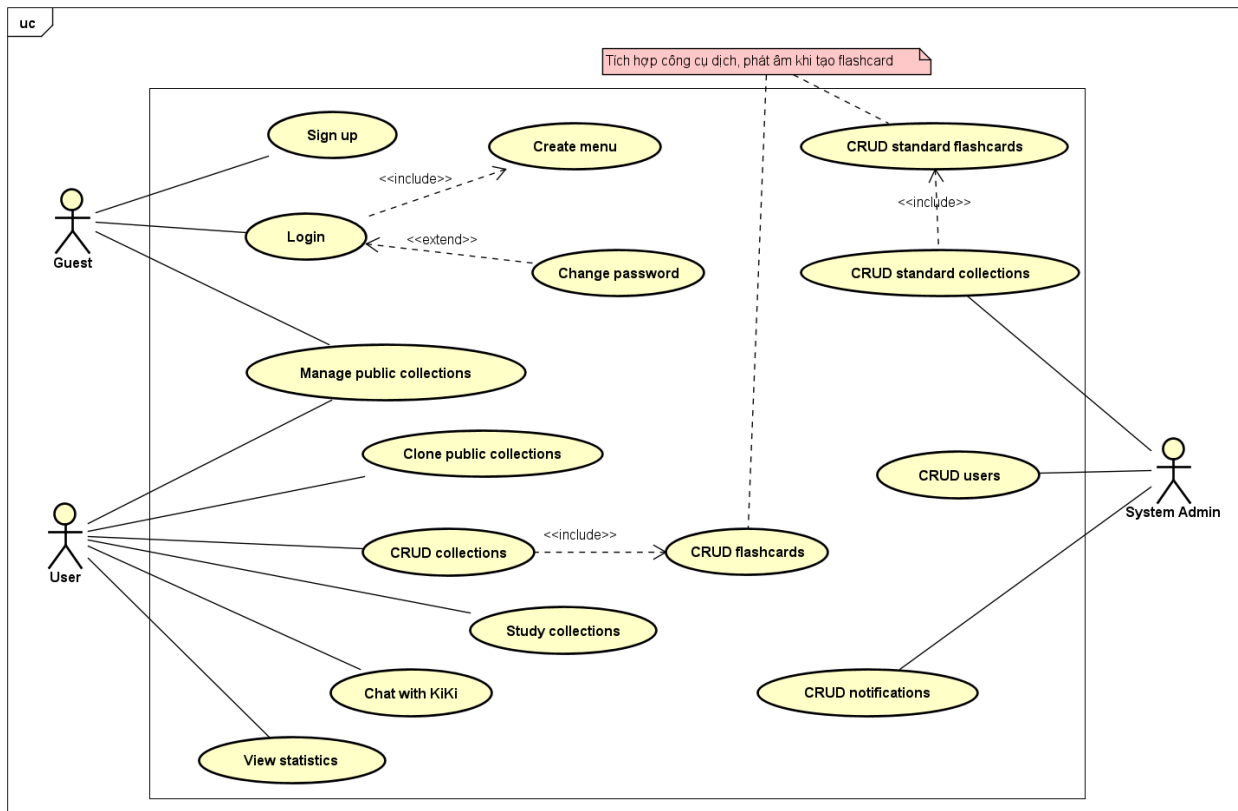 uc
Tích hợp công cụ dịch, phát âm khi tạo flashcard
Sign up
Create menu
CRUD standard flashcards
<<include>>
<<include>>
Login
<<extend>>
Guest
Change password
CRUD standard collections
Manage public collections
Clone public collections
CRUD users
System Admin
<<include>>
CRUD collections
CRUD flashcards
User
Study collections
Chat with KiKi
CRUD notifications
View statistics